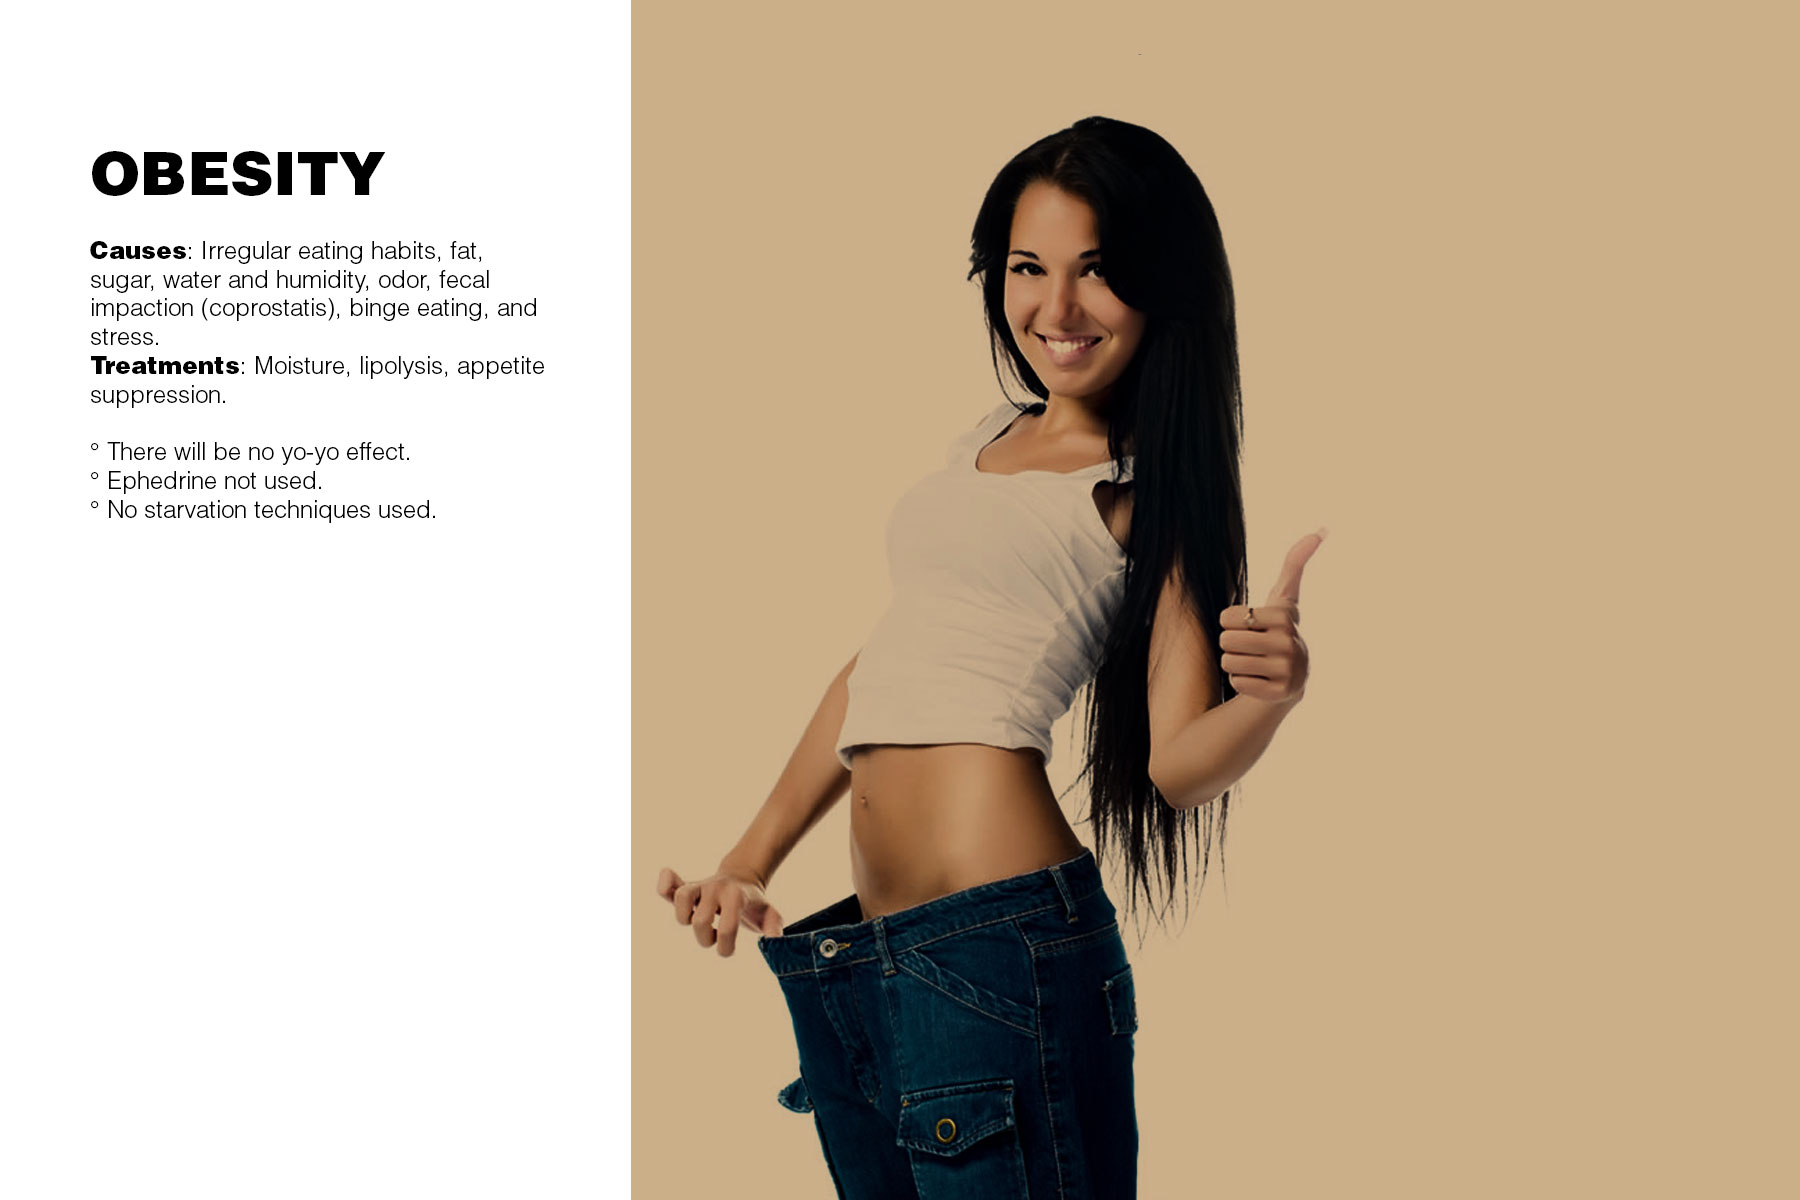 OBESITY
Causes: Irregular eating habits, fat,
sugar, water and humidity, odor, fecal
impaction (coprostatis), binge eating, and
stress.
Treatments: Moisture, lipolysis, appetite
suppression.
° There will be no yo-yo effect.
° Ephedrine not used.
° No starvation techniques used.